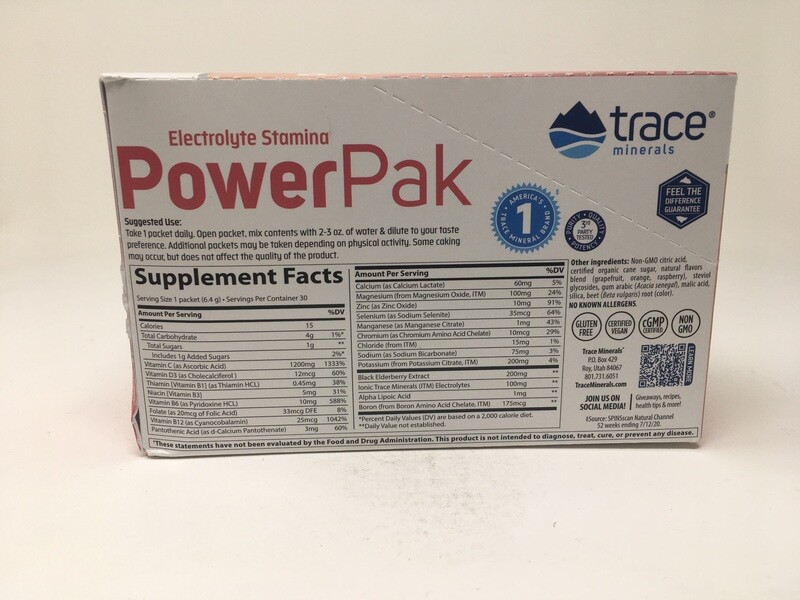 trace®
minerals
Electrolyte Stamina
PowerPak
FEEL THE
DIFFERENCE
GUARANTEE
AMERICA'S
1
TRACE MINERAL BRAND
PURITY • QUALITY
3RD
PARTY
TESTED
POTENCY
Suggested Use:
Take 1 packet daily. Open packet, mix contents with 2-3 oz. of water & dilute to your taste
preference. Additional packets may be taken depending on physical activity. Some caking
may occur, but does not affect the quality of the product.
Supplement Facts
Serving Size 1 packet (6.4 g) • Servings Per Container 30
Amount Per Serving %DV
Calories 15
Total Carbohydrate 4g 1%*
Total Sugars 1g **
Includes 1g Added Sugars 2%*
Vitamin C (as Ascorbic Acid) 1200mg 1333%
Vitamin D3 (as Cholecalciferol) 12mcg 60%
Thiamin [Vitamin B1] (as Thiamin HCL) 0.45mg 38%
Niacin [Vitamin B3] 5mg 31%
Vitamin B6 (as Pyridoxine HCL) 10mg 588%
Folate (as 20mcg of Folic Acid) 33mcg DFE 8%
Vitamin B12 (as Cyanocobalamin) 25mcg 1042%
Pantothenic Acid (as d-Calcium Pantothenate) 3mg 60%
Amount Per Serving %DV
Calcium (as Calcium Lactate) 60mg 5%
Magnesium (from Magnesium Oxide, ITM) 100mg 24%
Zinc (as Zinc Oxide) 10mg 91%
Selenium (as Sodium Selenite) 35mcg 64%
Manganese (as Manganese Citrate) 1mg 43%
Chromium (as Chromium Amino Acid Chelate) 10mcg 29%
Chloride (from ITM) 15mg 1%
Sodium (as Sodium Bicarbonate) 75mg 3%
Potassium (from Potassium Citrate, ITM) 200mg 4%
Black Elderberry Extract 200mg **
Ionic Trace Minerals (ITM) Electrolytes 100mg **
Alpha Lipoic Acid 1mg **
Boron (from Boron Amino Acid Chelate, ITM) 175mcg **
*Percent Daily Values (DV) are based on a 2,000 calorie diet.
**Daily Value not established.
Other ingredients: Non-GMO citric acid,
certified organic cane sugar, natural flavors
blend (grapefruit, orange, raspberry), steviol
glycosides, gum arabic (Acacia senegal), malic acid,
silica, beet (Beta vulgaris) root (color).
NO KNOWN ALLERGENS.
GLUTEN
FREE
CERTIFIED
VEGAN
cGMP
CERTIFIED
NON
GMO
Trace Minerals®
P.O. Box 429
Roy, Utah 84067
801.731.6051
TraceMinerals.com
LEARN MORE
JOIN US ON
SOCIAL MEDIA!
Giveaways, recipes,
health tips & more!
‡Source: SPINSscan Natural Channel
52 weeks ending 7/12/20.
†These statements have not been evaluated by the Food and Drug Administration. This product is not intended to diagnose, treat, cure, or prevent any disease.